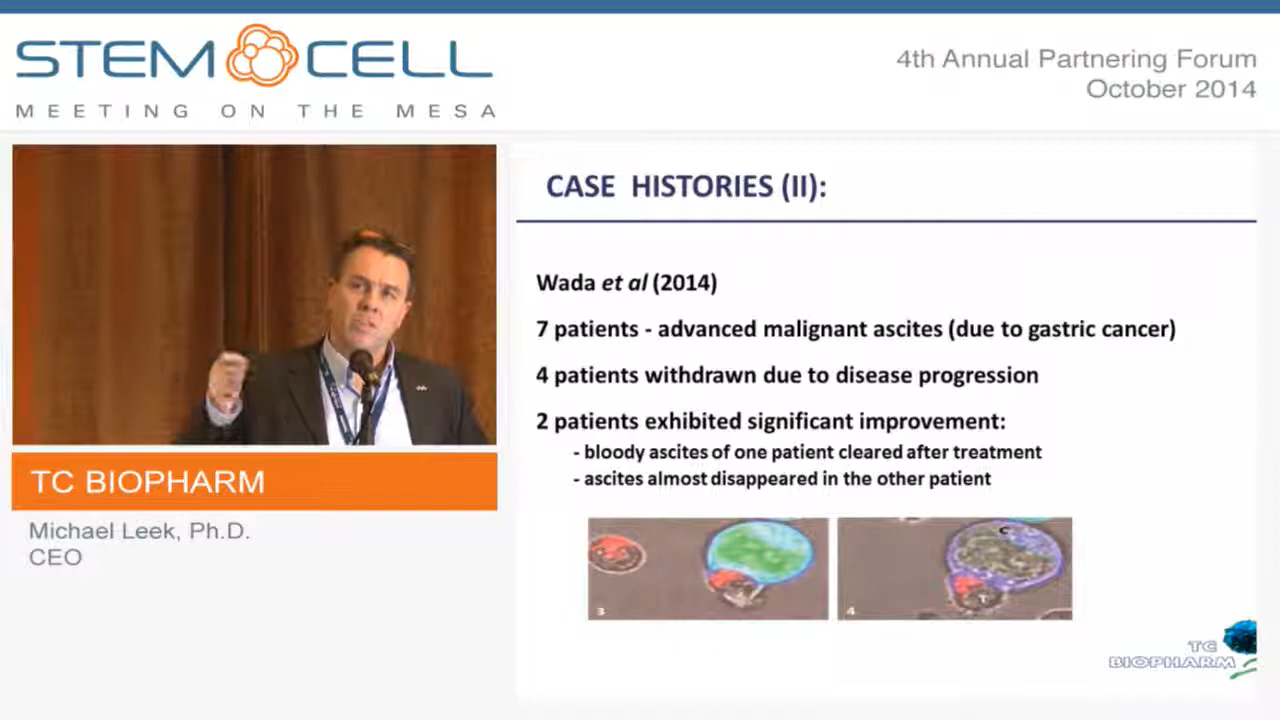 STEM CELL
MEETING ON THE MESA
4th Annual Partnering Forum
October 2014
TC BIOPHARM
Michael Leek, Ph.D.
CEO
CASE HISTORIES (II):
Wada et al (2014)
7 patients - advanced malignant ascites (due to gastric cancer)
4 patients withdrawn due to disease progression
2 patients exhibited significant improvement:
- bloody ascites of one patient cleared after treatment
- ascites almost disappeared in the other patient
3
4
C
T
TC
BIOPHARM